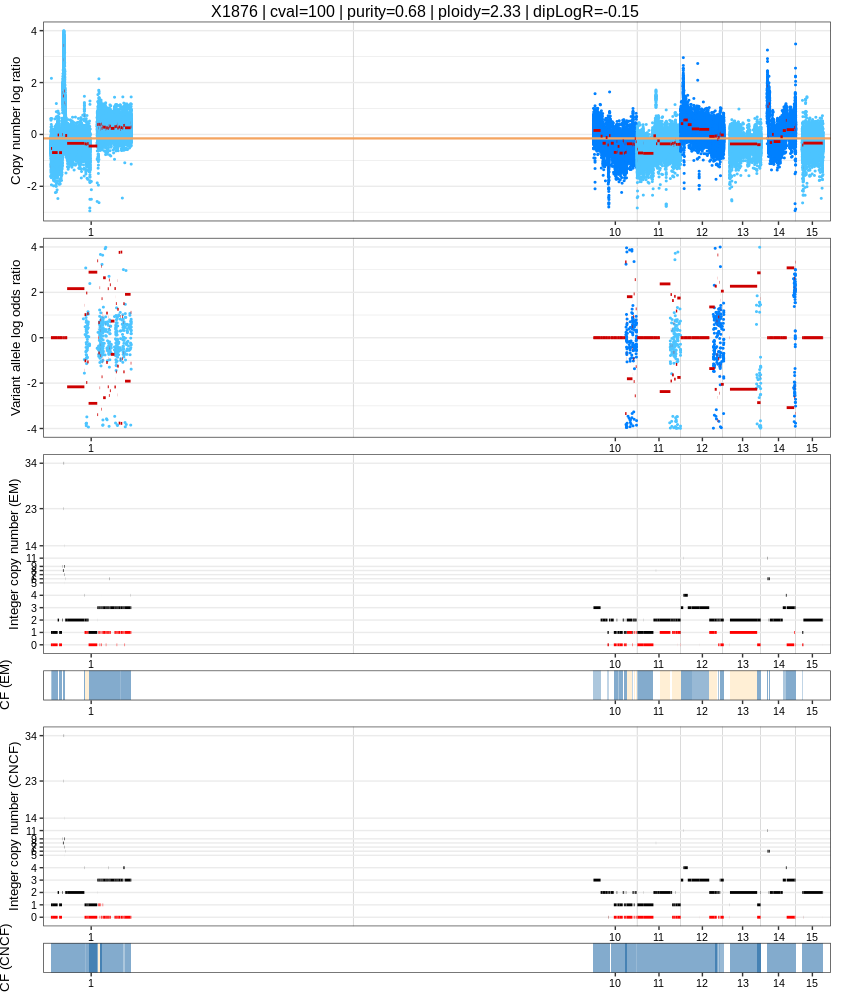 X1876 | cval=100 | purity=0.68 | ploidy=2.33 | dipLogR=-0.15
Copy number log ratio
4
2
0
-2
1 10 11 12 13 14 15
Variant allele log odds ratio
4
2
0
-2
-4
1 10 11 12 13 14 15
Integer copy number (EM)
34
23
14
11
5
4
3
2
1
0
1 10 11 12 13 14 15
CF (EM)
1 10 11 12 13 14 15
Integer copy number (CNCF)
34
23
14
11
5
4
3
2
1
0
1 10 11 12 13 14 15
CF (CNCF)
1 10 11 12 13 14 15